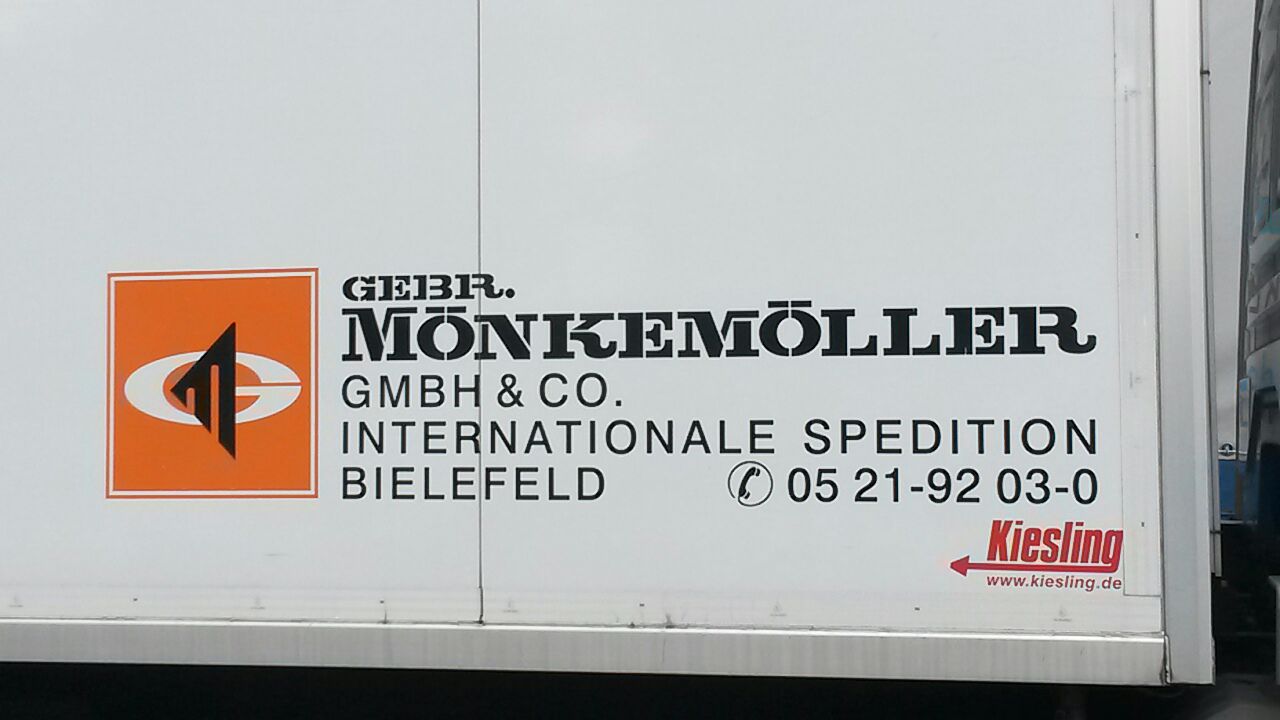 GEBR.
MÖNKEMÖLLER
GMBH & CO.
INTERNATIONALE SPEDITION
BIELEFELD 05 21-92 03-0
Kiesling
www.kiesling.de